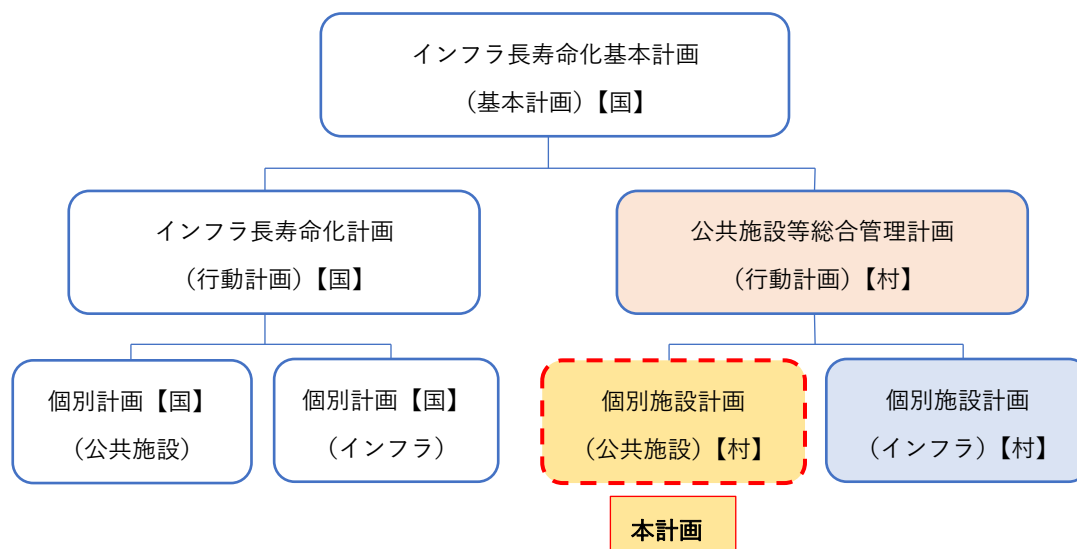 インフラ長寿命化基本計画
(基本計画)【国】
インフラ長寿命化計画
(行動計画)【国】
公共施設等総合管理計画
(行動計画)【村】
個別計画【国】
(公共施設)
個別計画【国】
(インフラ)
個別施設計画
(公共施設)【村】
個別施設計画
(インフラ)【村】
本計画